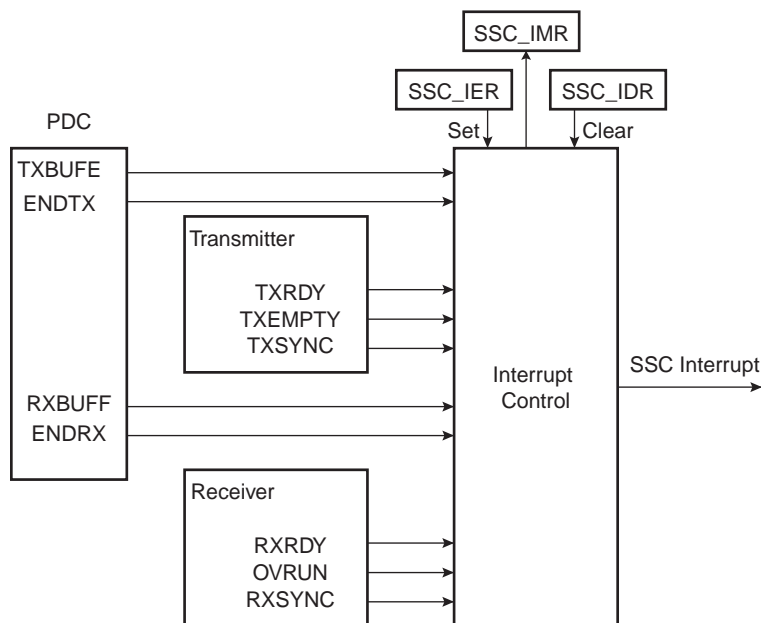 SSC_IMR
SSC_IER
SSC_IDR
PDC
Set
Clear
TXBUFE
ENDTX
Transmitter
TXRDY
TXEMPTY
TXSYNC
RXBUFF
ENDRX
Interrupt
Control
SSC Interrupt
Receiver
RXRDY
OVRUN
RXSYNC